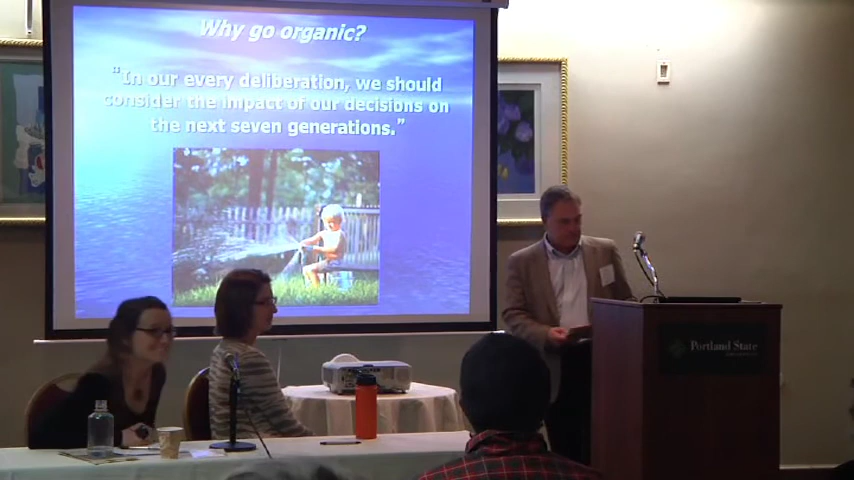 Why go organic?
"In our every deliberation, we should
consider the impact of our decisions on
the next seven generations."
Portland State